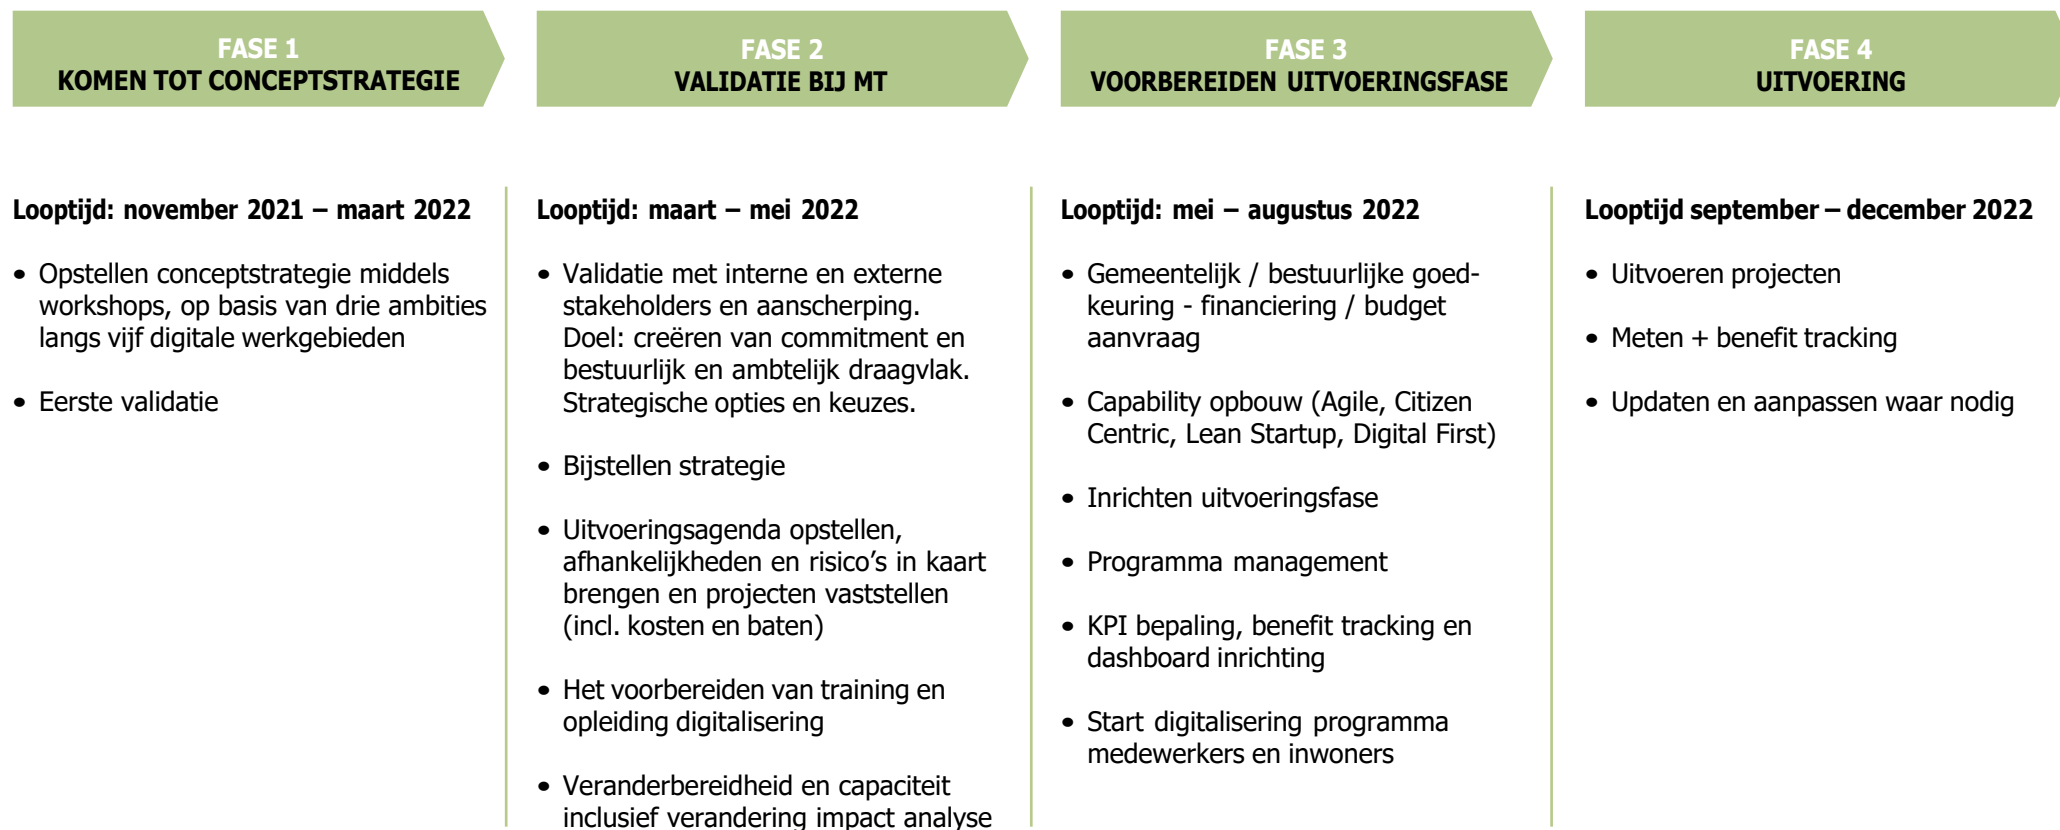 FASE 1
KOMEN TOT CONCEPTSTRATEGIE
Looptijd: november 2021 – maart 2022
• Opstellen conceptstrategie middels
workshops, op basis van drie ambities
langs vijf digitale werkgebieden
• Eerste validatie
FASE 2
VALIDATIE BIJ MT
Looptijd: maart – mei 2022
• Validatie met interne en externe
stakeholders en aanscherping.
Doel: creëren van commitment en
bestuurlijk en ambtelijk draagvlak.
Strategische opties en keuzes.
• Bijstellen strategie
• Uitvoeringsagenda opstellen,
afhankelijkheden en risico’s in kaart
brengen en projecten vaststellen
(incl. kosten en baten)
• Het voorbereiden van training en
opleiding digitalisering
• Veranderbereidheid en capaciteit
inclusief verandering impact analyse
FASE 3
VOORBEREIDEN UITVOERINGSFASE
Looptijd: mei – augustus 2022
• Gemeentelijk / bestuurlijke goed-
keuring - financiering / budget
aanvraag
• Capability opbouw (Agile, Citizen
Centric, Lean Startup, Digital First)
• Inrichten uitvoeringsfase
• Programma management
• KPI bepaling, benefit tracking en
dashboard inrichting
• Start digitalisering programma
medewerkers en inwoners
FASE 4
UITVOERING
Looptijd september – december 2022
• Uitvoeren projecten
• Meten + benefit tracking
• Updaten en aanpassen waar nodig